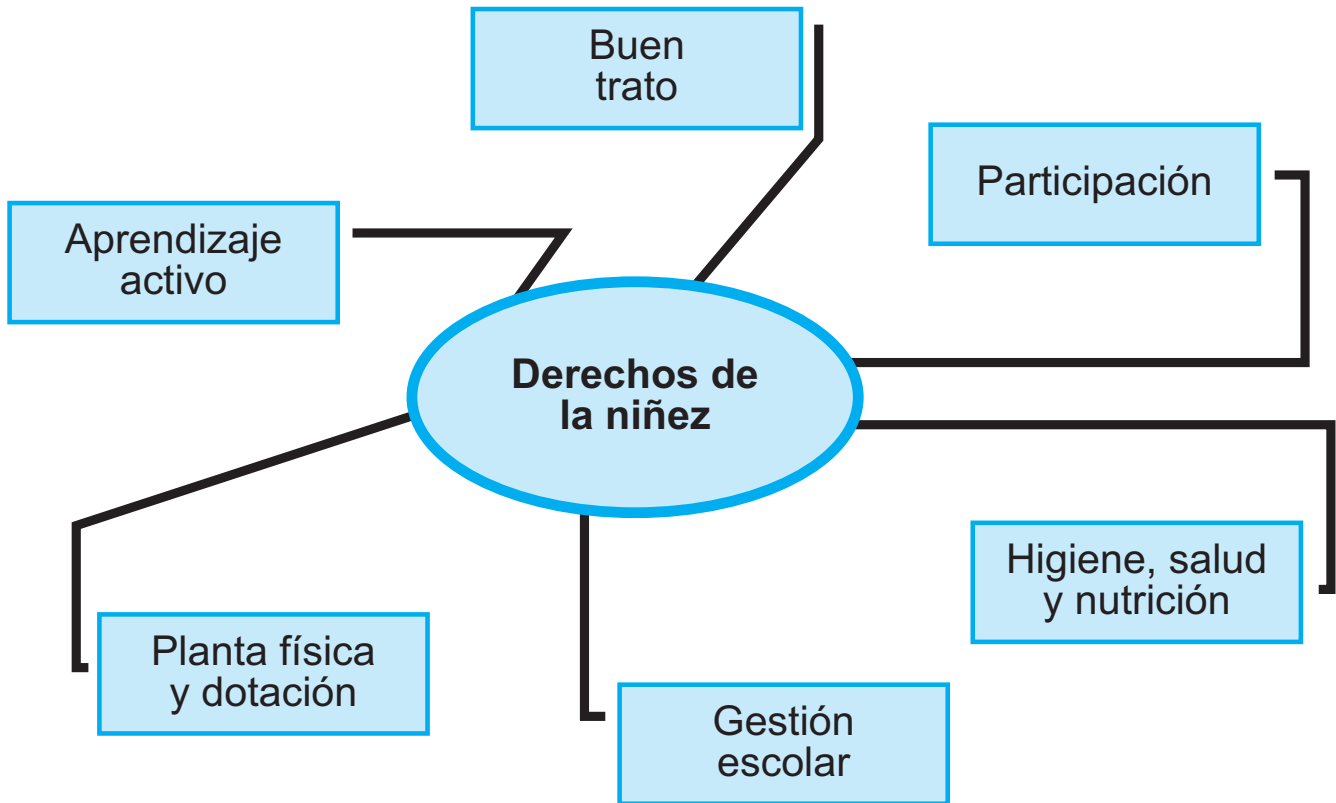 Buen
trato
Participación
Aprendizaje
activo
Derechos de
la niñez
Higiene, salud
y nutrición
Planta física
y dotación
Gestión
escolar